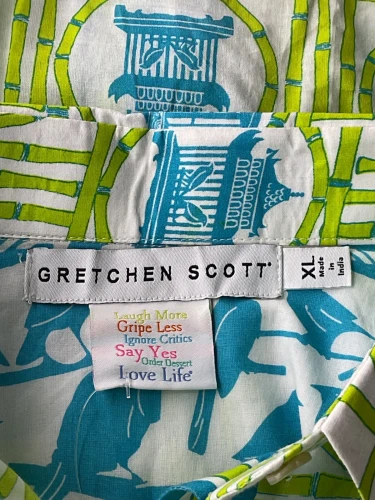 GRETCHEN SCOTT
XL
Made
in
India
Laugh More
Gripe Less
Ignore Critics
Say Yes
Order Dessert
Love Life®